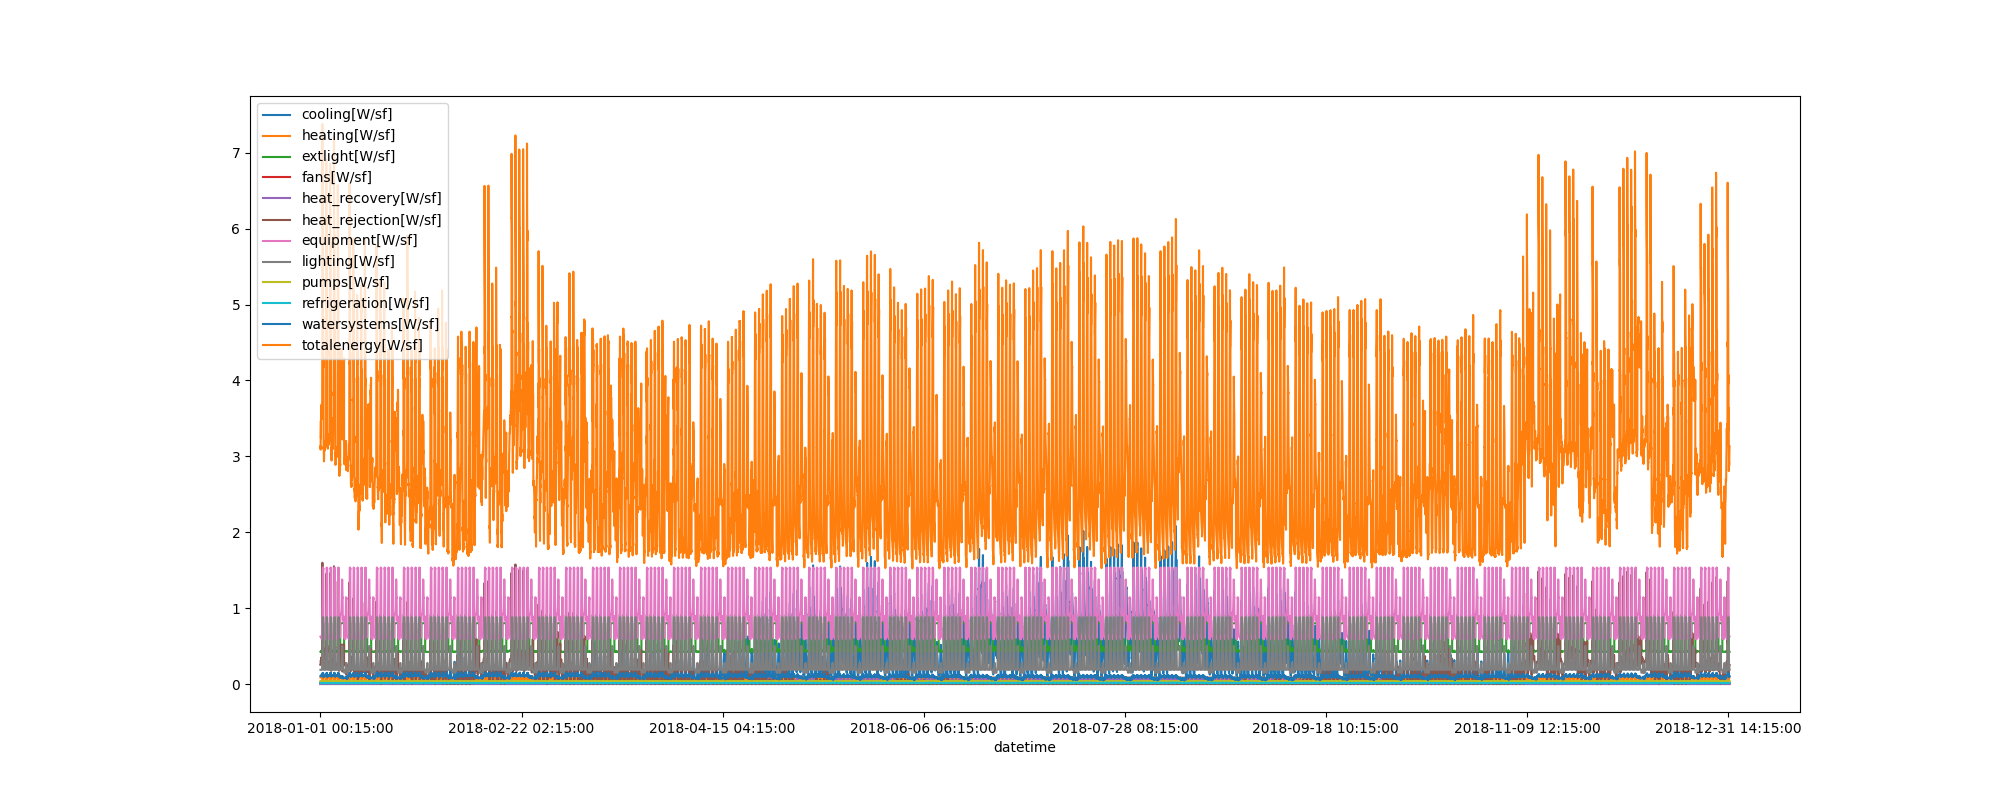 cooling[W/sf]
heating[W/sf]
extlight[W/sf]
fans[W/sf]
heat_recovery[W/sf]
heat_rejection[W/sf]
equipment[W/sf]
lighting[W/sf]
pumps[W/sf]
refrigeration[W/sf]
watersystems[W/sf]
totalenergy[W/sf]
7
6
5
4
3
2
1
0
2018-01-01 00:15:00 2018-02-22 02:15:00 2018-04-15 04:15:00 2018-06-06 06:15:00 2018-07-28 08:15:00 2018-09-18 10:15:00 2018-11-09 12:15:00 2018-12-31 14:15:00
datetime